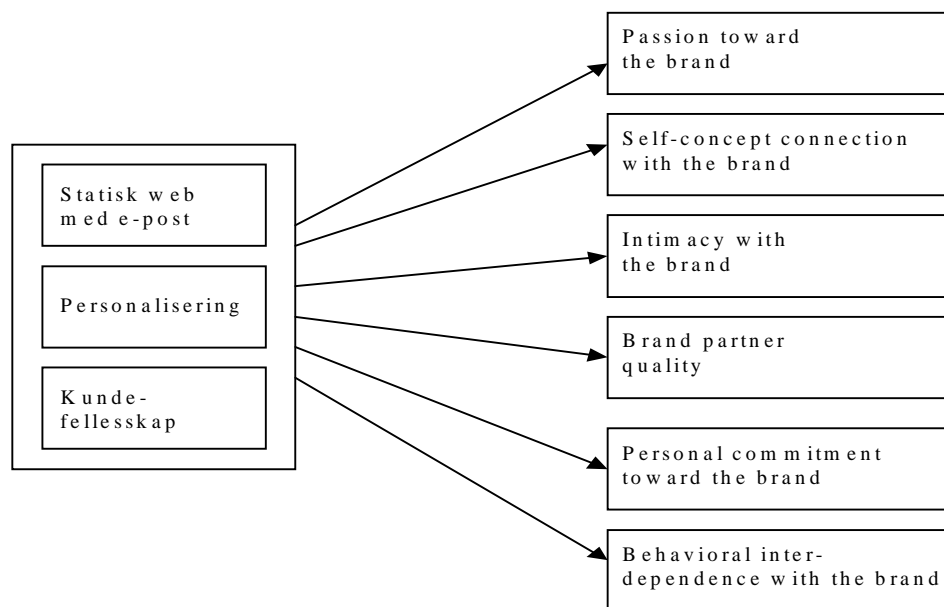 Statisk web
med e-post
Personalisering
Kunde-
fellesskap
Passion toward
the brand
Self-concept connection
with the brand
Intimacy with
the brand
Brand partner
quality
Personal commitment
toward the brand
Behavioral inter-
dependence with the brand